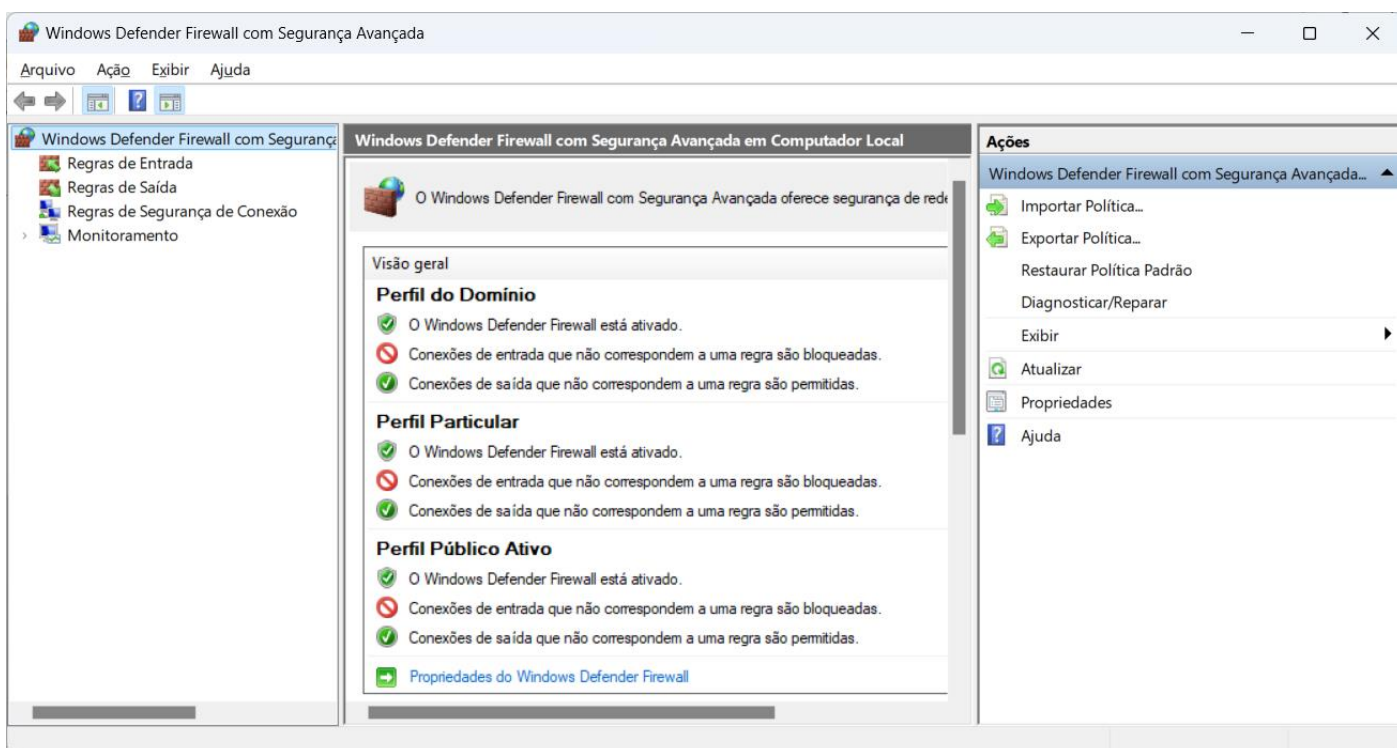 Windows Defender Firewall com Segurança Avançada
Arquivo Ação Exibir Ajuda
Windows Defender Firewall com Segurança
Regras de Entrada
Regras de Saída
Regras de Segurança de Conexão
Monitoramento
Windows Defender Firewall com Segurança Avançada em Computador Local
O Windows Defender Firewall com Segurança Avançada oferece segurança de rede
Visão geral
Perfil do Domínio
O Windows Defender Firewall está ativado.
Conexões de entrada que não correspondem a uma regra são bloqueadas.
Conexões de saída que não correspondem a uma regra são permitidas.
Perfil Particular
O Windows Defender Firewall está ativado.
Conexões de entrada que não correspondem a uma regra são bloqueadas.
Conexões de saída que não correspondem a uma regra são permitidas.
Perfil Público Ativo
O Windows Defender Firewall está ativado.
Conexões de entrada que não correspondem a uma regra são bloqueadas.
Conexões de saída que não correspondem a uma regra são permitidas.
Propriedades do Windows Defender Firewall
Ações
Windows Defender Firewall com Segurança Avançada...
Importar Política...
Exportar Política...
Restaurar Política Padrão
Diagnosticar/Reparar
Exibir
Atualizar
Propriedades
Ajuda